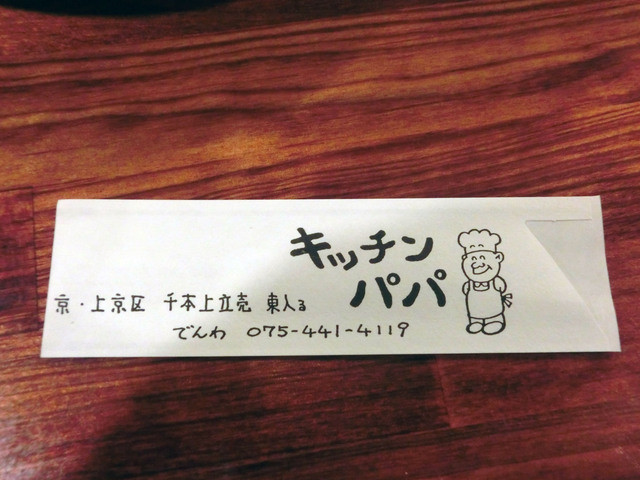 キッチン
パパ
京・上京区 千本上立売 東入る
でんわ 075-441-4119